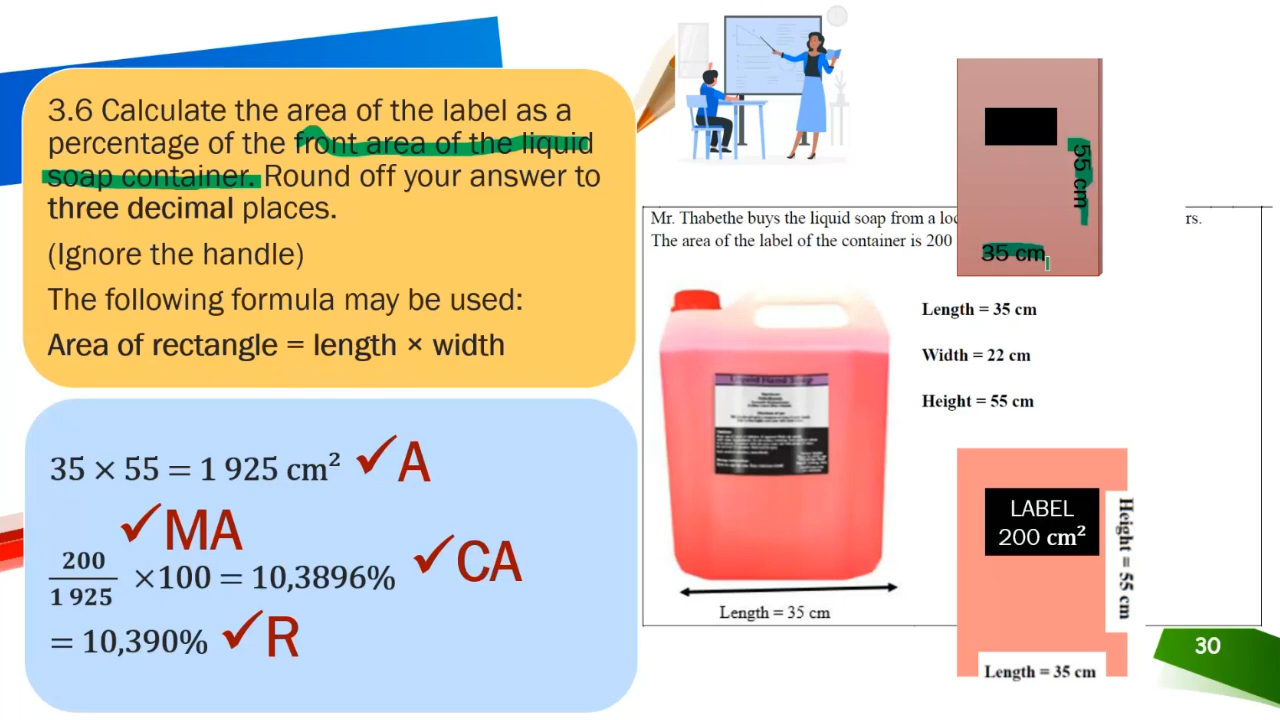 3.6 Calculate the area of the label as a
percentage of the front area of the liquid
soap container. Round off your answer to
three decimal places.
(Ignore the handle)
The following formula may be used:
Area of rectangle = length × width
35 × 55 = 1 925 cm² ✓A
✓MA
200/1 925 ×100 = 10,3896% ✓CA
= 10,390% ✓R
55 cm
35 cm
Mr. Thabethe buys the liquid soap from a rs.
The area of the label of the container is 200
Length = 35 cm
Width = 22 cm
Height = 55 cm
Liquid Hand Soap
Length = 35 cm
LABEL
200 cm²
Height = 55 cm
Length = 35 cm
30